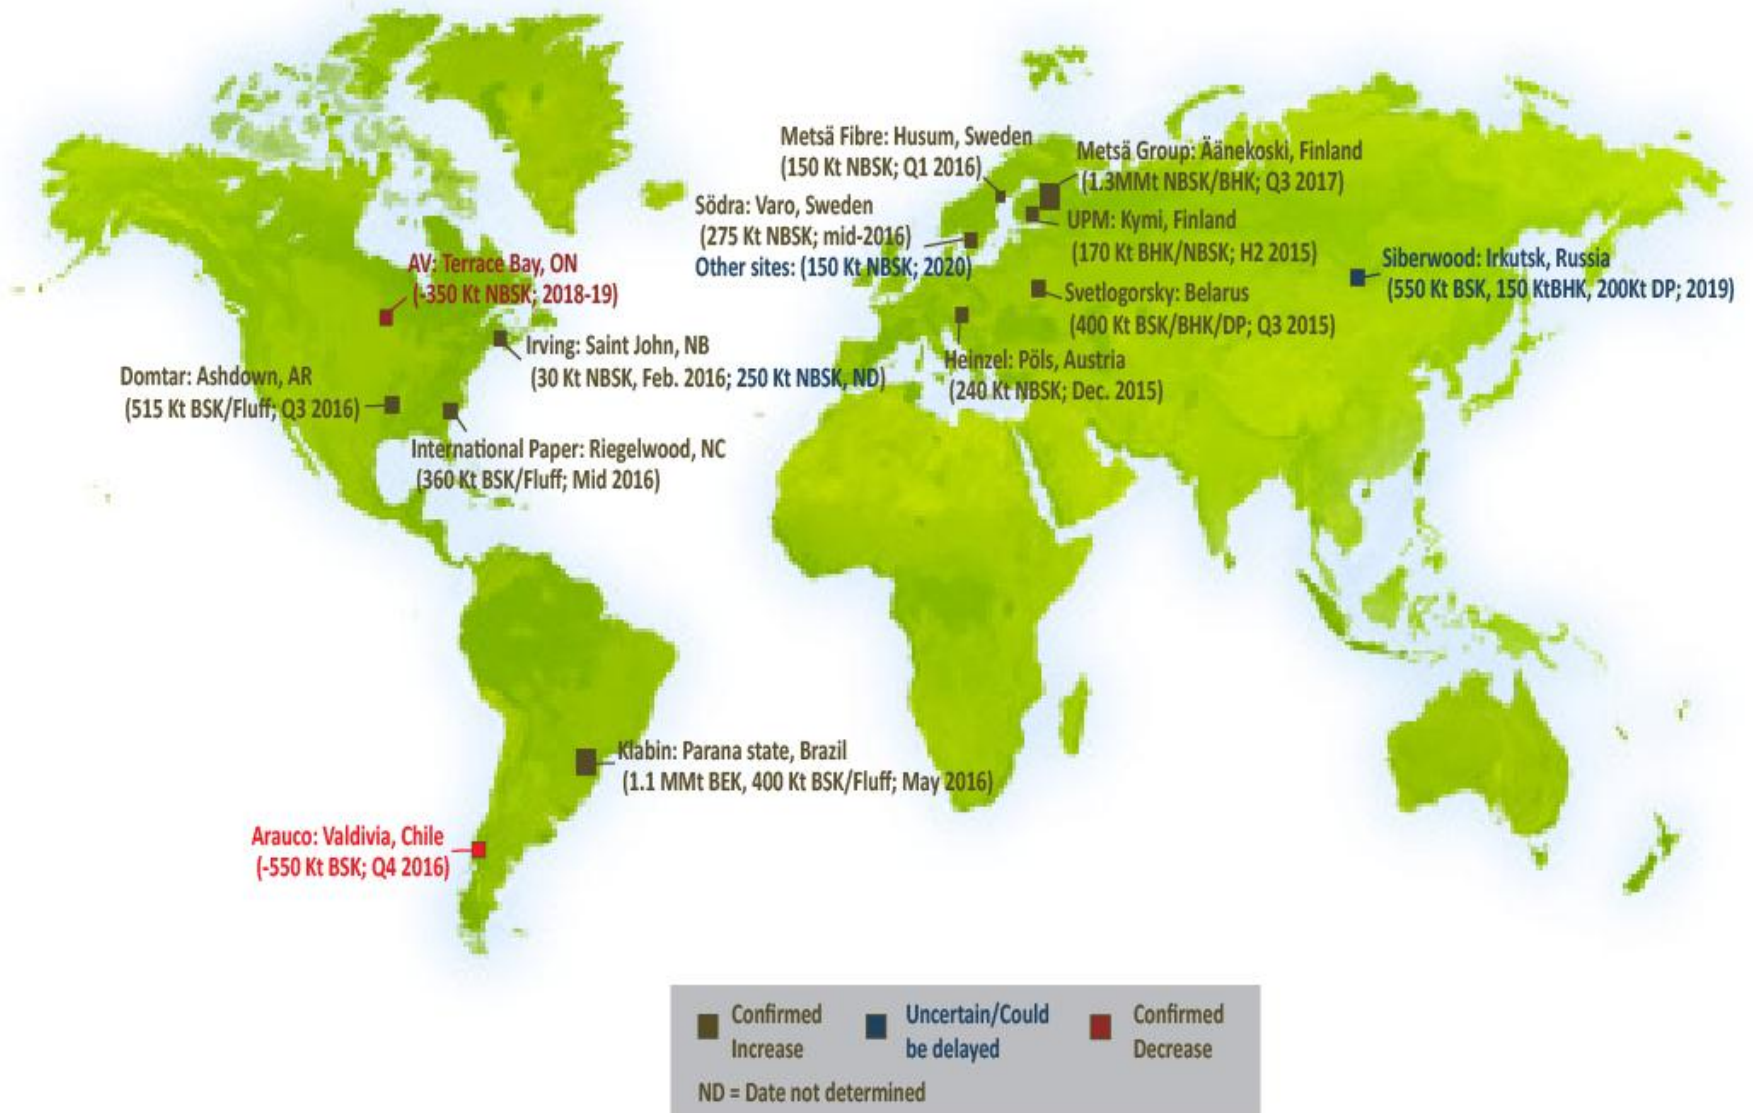 Metsä Fibre: Husum, Sweden
(150 Kt NBSK; Q1 2016)
Metsä Group: Äänekoski, Finland
(1.3MMt NBSK/BHK; Q3 2017)
Södra: Varo, Sweden
(275 Kt NBSK; mid-2016)
Other sites: (150 Kt NBSK; 2020)
UPM: Kymi, Finland
(170 Kt BHK/NBSK; H2 2015)
AV: Terrace Bay, ON
(-350 Kt NBSK; 2018-19)
Siberwood: Irkutsk, Russia
(550 Kt BSK, 150 KtBHK, 200Kt DP; 2019)
Svetlogorsky: Belarus
(400 Kt BSK/BHK/DP; Q3 2015)
Irving: Saint John, NB
(30 Kt NBSK, Feb. 2016; 250 Kt NBSK, ND)
Heinzel: Pöls, Austria
(240 Kt NBSK; Dec. 2015)
Domtar: Ashdown, AR
(515 Kt BSK/Fluff; Q3 2016)
International Paper: Riegelwood, NC
(360 Kt BSK/Fluff; Mid 2016)
Klabin: Parana state, Brazil
(1.1 MMt BEK, 400 Kt BSK/Fluff; May 2016)
Arauco: Valdivia, Chile
(-550 Kt BSK; Q4 2016)
Confirmed
Increase
Uncertain/Could
be delayed
Confirmed
Decrease
ND = Date not determined